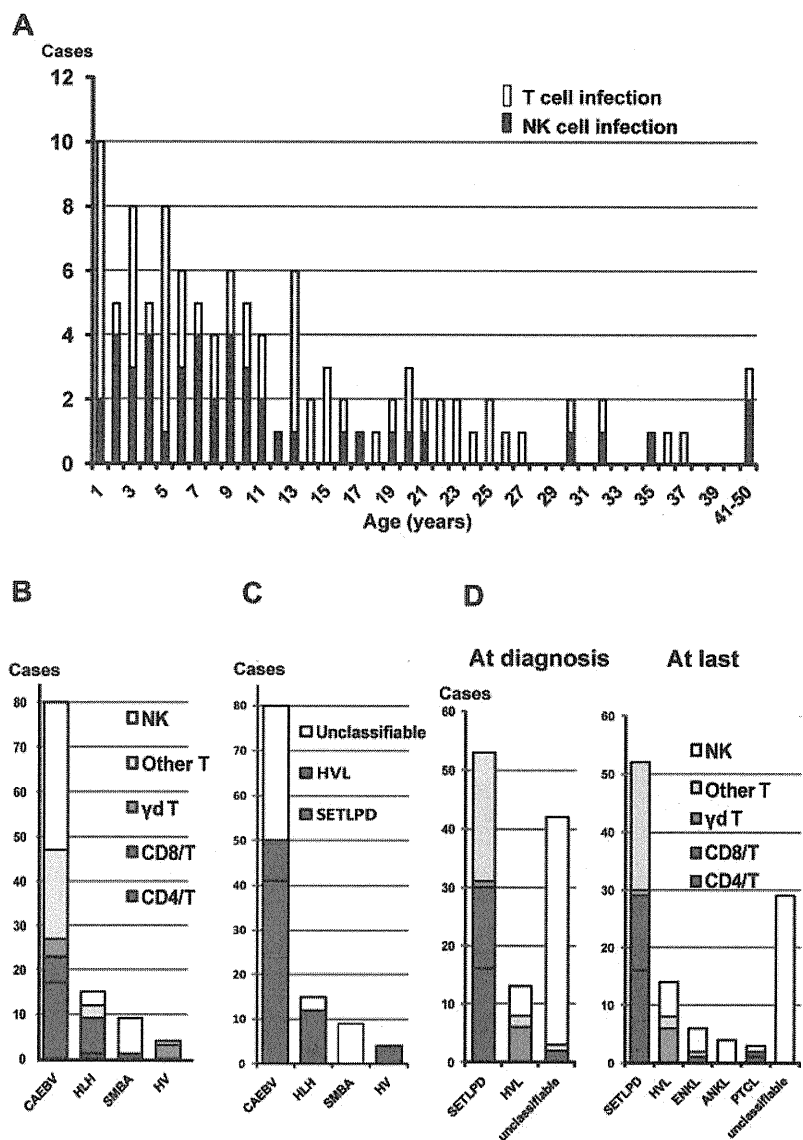 A
Cases
12
10
8
6
4
2
0
T cell infection
NK cell infection
1 3 5 7 9 11 13 15 17 19 21 23 25 27 29 31 33 35 37 39 41-50
Age (years)
B
Cases
80
70
60
50
40
30
20
10
0
NK
Other T
γd T
CD8/T
CD4/T
CAEBV HLH SMBA HV
C
Cases
80
70
60
50
40
30
20
10
0
Unclassifiable
HVL
SETLPD
CAEBV HLH SMBA HV
D
At diagnosis
Cases
60
50
40
30
20
10
0
SETLPD HVL unclassifiable
At last
60
50
40
30
20
10
0
NK
Other T
γd T
CD8/T
CD4/T
SETLPD HVL ENKL ANKL PTCL unclassifiable